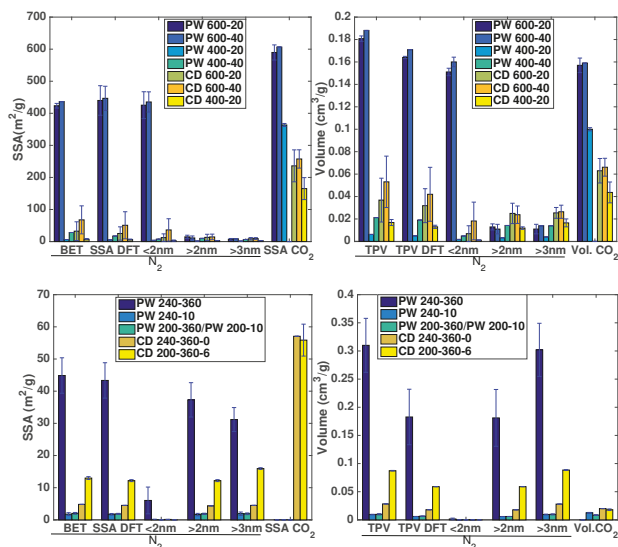 700
600
500
400
300
200
100
0
SSA(m²/g)
PW 600-20
PW 600-40
PW 400-20
PW 400-40
CD 600-20
CD 600-40
CD 400-20
BET SSA DFT <2nm >2nm >3nm SSA CO₂
N₂
0.2
0.18
0.16
0.14
0.12
0.1
0.08
0.06
0.04
0.02
0
Volume (cm³/g)
PW 600-20
PW 600-40
PW 400-20
PW 400-40
CD 600-20
CD 600-40
CD 400-20
TPV TPV DFT <2nm >2nm >3nm Vol. CO₂
N₂
70
60
50
40
30
20
10
0
SSA (m²/g)
PW 240-360
PW 240-10
PW 200-360/PW 200-10
CD 240-360-0
CD 200-360-6
BET SSA DFT <2nm >2nm >3nm SSA CO₂
N₂
0.4
0.35
0.3
0.25
0.2
0.15
0.1
0.05
0
Volume (cm³/g)
PW 240-360
PW 240-10
PW 200-360/PW 200-10
CD 240-360-0
CD 200-360-6
TPV TPV DFT <2nm >2nm >3nm Vol.CO₂
N₂